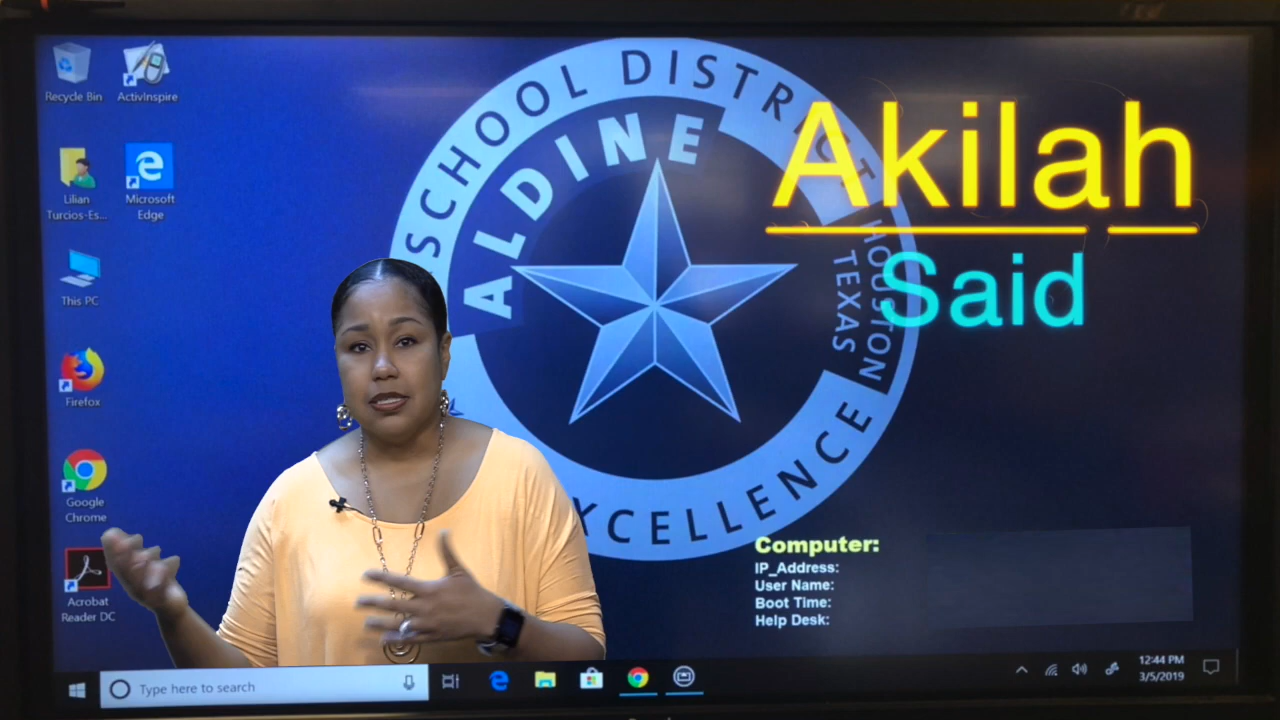 Recycle Bin
ActivInspire
Lilian
Turcios-Es...
Microsoft
Edge
This PC
Firefox
Google
Chrome
Acrobat
Reader DC
SCHOOL DISTRICT
ALDINE
HOUSTON
TEXAS
XCELLENCE
Akilah
Said
Computer:
IP_Address:
User Name:
Boot Time:
Help Desk:
Type here to search
12:44 PM
3/5/2019